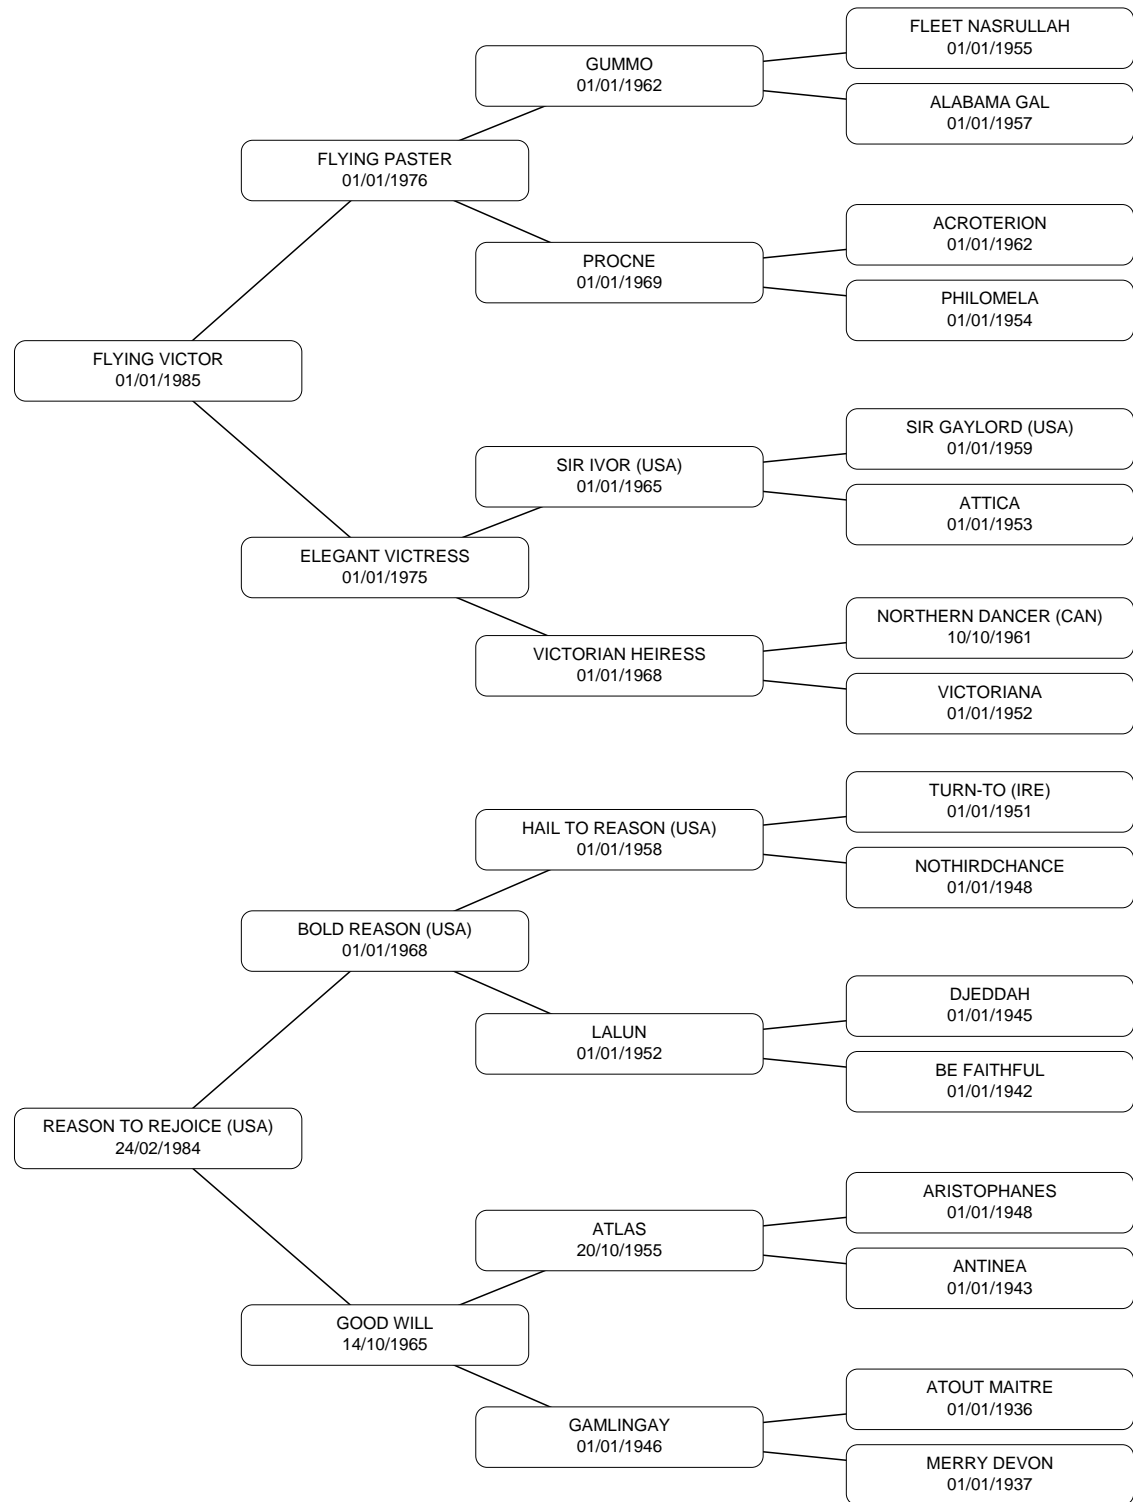 FLEET NASRULLAH
01/01/1955
GUMMO
01/01/1962
ALABAMA GAL
01/01/1957
FLYING PASTER
01/01/1976
ACROTERION
01/01/1962
PROCNE
01/01/1969
PHILOMELA
01/01/1954
FLYING VICTOR
01/01/1985
SIR GAYLORD (USA)
01/01/1959
SIR IVOR (USA)
01/01/1965
ATTICA
01/01/1953
ELEGANT VICTRESS
01/01/1975
NORTHERN DANCER (CAN)
10/10/1961
VICTORIAN HEIRESS
01/01/1968
VICTORIANA
01/01/1952
TURN-TO (IRE)
01/01/1951
HAIL TO REASON (USA)
01/01/1958
NOTHIRDCHANCE
01/01/1948
BOLD REASON (USA)
01/01/1968
DJEDDAH
01/01/1945
LALUN
01/01/1952
BE FAITHFUL
01/01/1942
REASON TO REJOICE (USA)
24/02/1984
ARISTOPHANES
01/01/1948
ATLAS
20/10/1955
ANTINEA
01/01/1943
GOOD WILL
14/10/1965
ATOUT MAITRE
01/01/1936
GAMLINGAY
01/01/1946
MERRY DEVON
01/01/1937